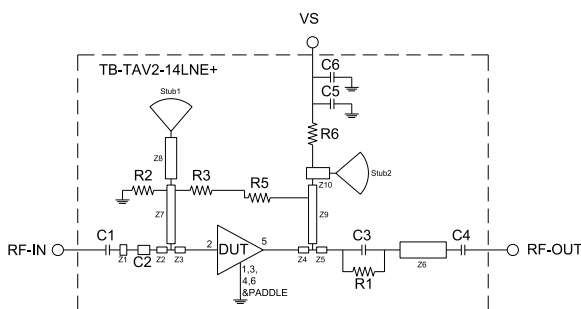 VS
TB-TAV2-14LNE+
C6
C5
Stub1
R6
Z8
R2
R3
R5
Z10
Stub2
Z7
Z9
C1
2
DUT
5
C3
C4
RF-IN
RF-OUT
Z1
C2
Z2
Z3
Z4
Z5
Z6
R1
1,3,
4,6
&PADDLE